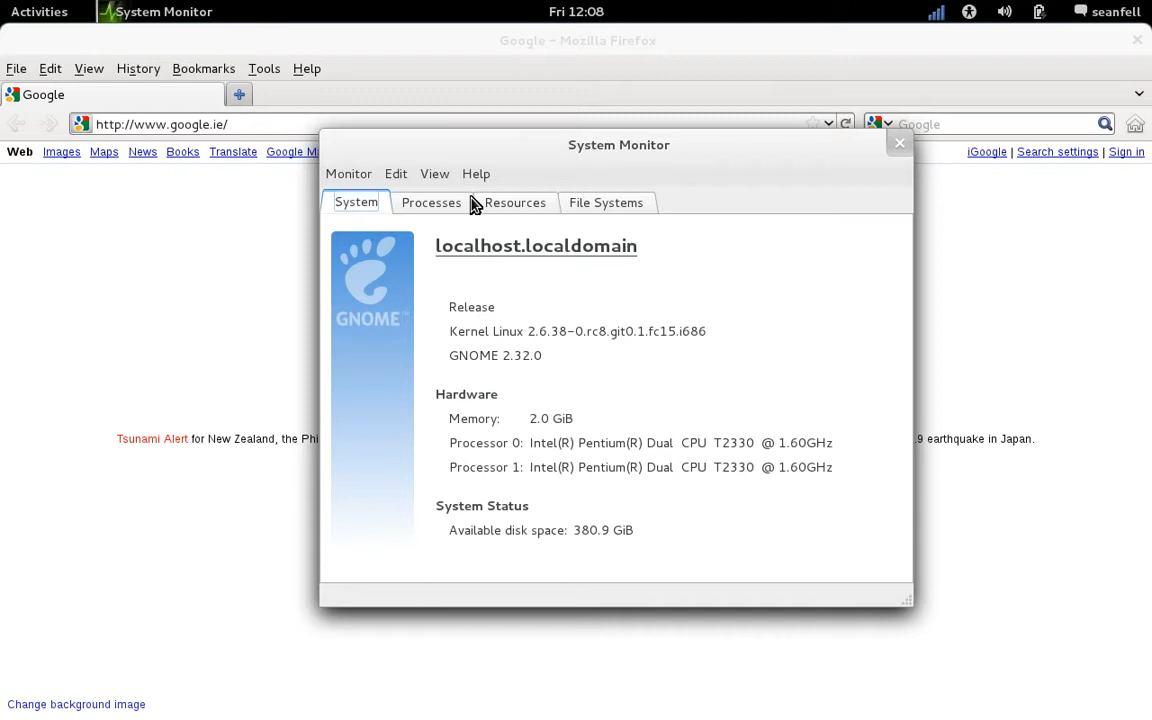 Activities System Monitor Fri 12:08 seanfell
Google - Mozilla Firefox
File Edit View History Bookmarks Tools Help
Google
http://www.google.ie/ Google
Web Images Maps News Books Translate Google iGoogle | Search settings | Sign in
System Monitor
Monitor Edit View Help
System Processes Resources File Systems
localhost.localdomain
GNOME™
Release
Kernel Linux 2.6.38-0.rc8.git0.1.fc15.i686
GNOME 2.32.0
Hardware
Memory: 2.0 GiB
Processor 0: Intel(R) Pentium(R) Dual CPU T2330 @ 1.60GHz
Tsunami Alert for New Zealand, the .9 earthquake in Japan.
Processor 1: Intel(R) Pentium(R) Dual CPU T2330 @ 1.60GHz
System Status
Available disk space: 380.9 GiB
Change background image